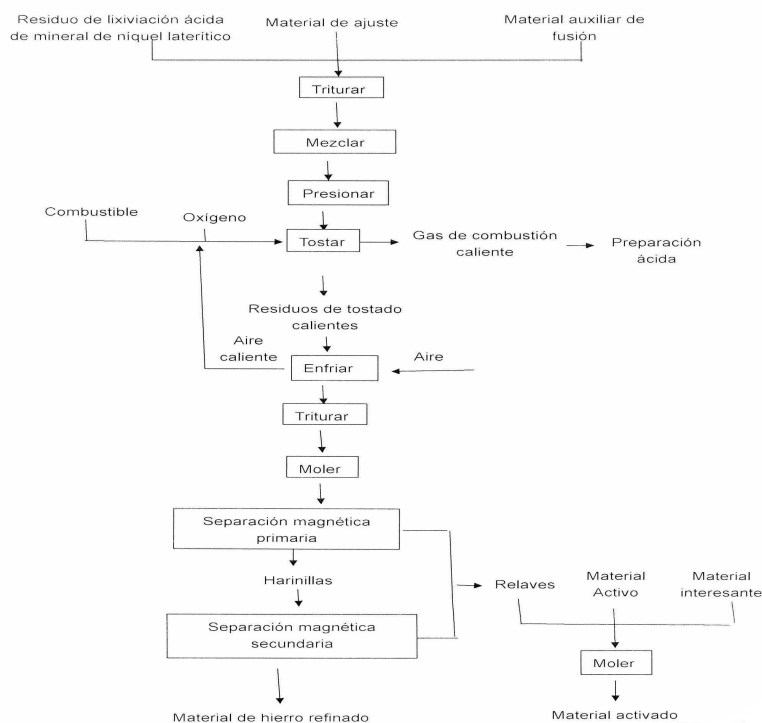 Residuo de lixiviación ácida
de mineral de níquel laterítico
Material de ajuste
Material auxiliar de
fusión
Triturar
Mezclar
Presionar
Combustible
Oxígeno
Tostar
Gas de combustión
caliente
Preparación
ácida
Residuos de tostado
calientes
Aire
caliente
Enfriar
Aire
Triturar
Moler
Separación magnética
primaria
Harinillas
Relaves
Material
Activo
Material
interesante
Separación magnética
secundaria
Moler
Material de hierro refinado
Material activado